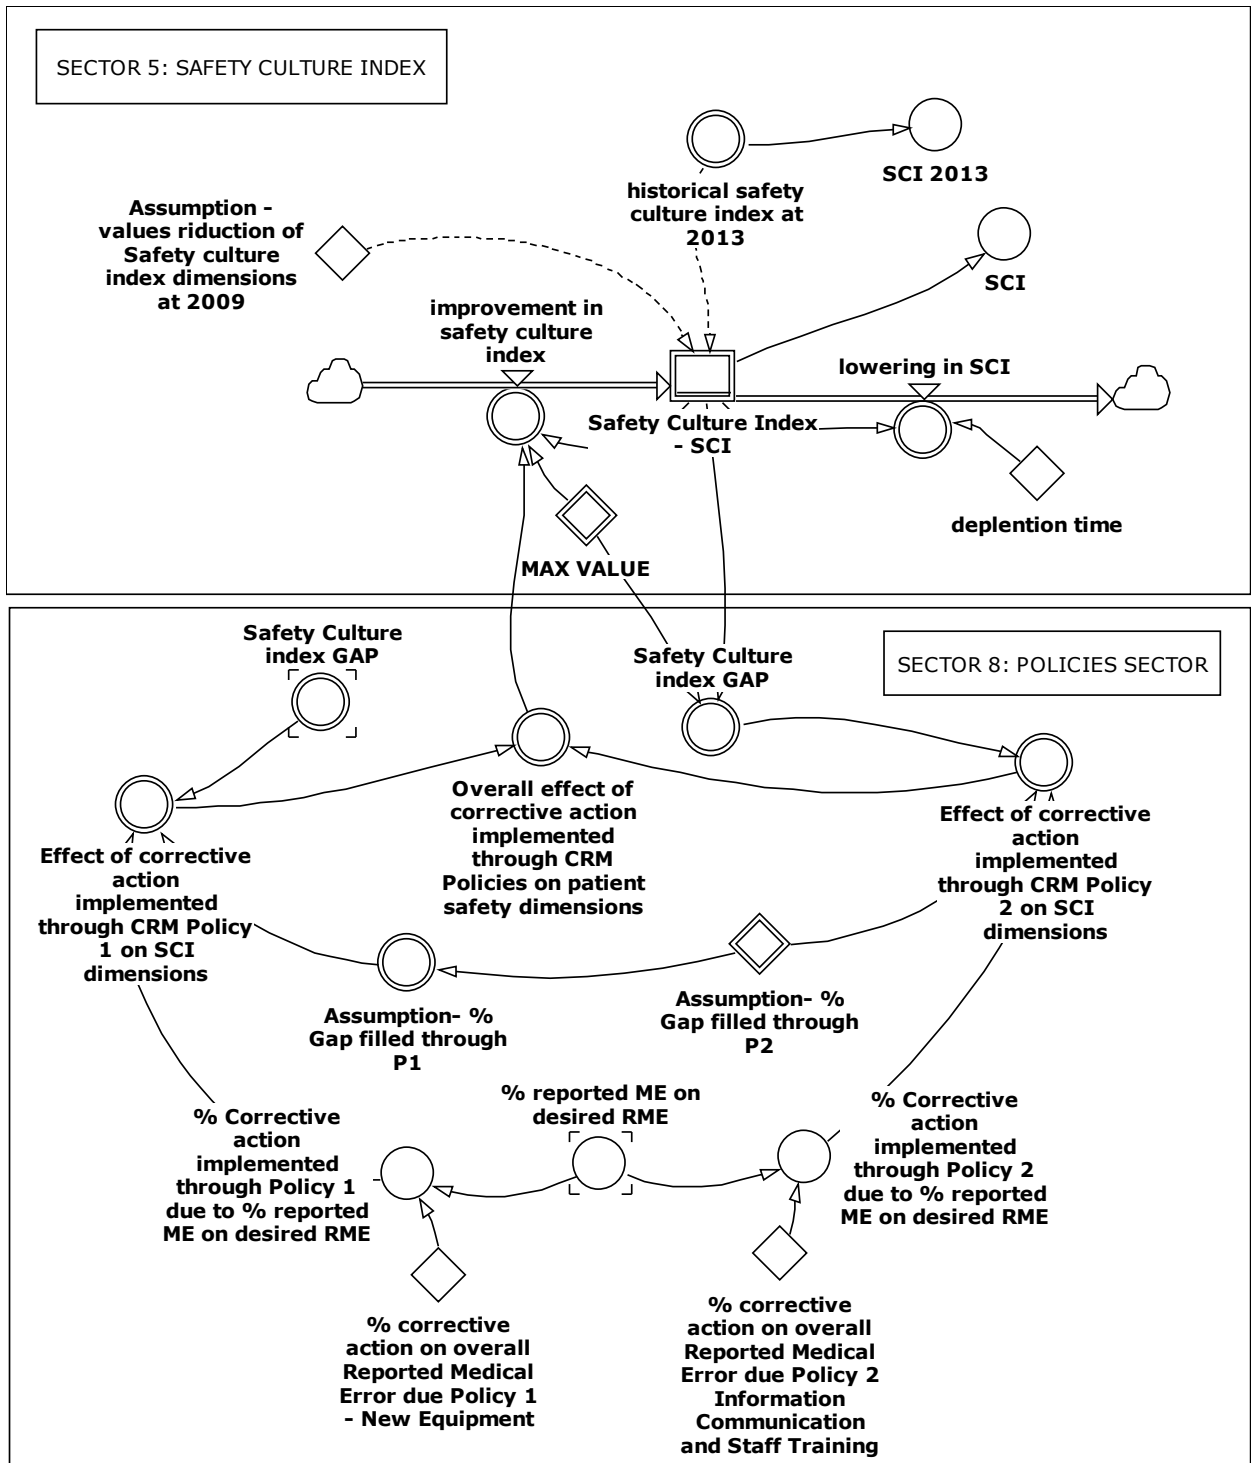 SECTOR 5: SAFETY CULTURE INDEX
SCI 2013
historical safety
culture index at
2013
Assumption -
values riduction of
Safety culture
index dimensions
at 2009
SCI
improvement in
safety culture
index
lowering in SCI
Safety Culture Index
- SCI
deplention time
MAX VALUE
SECTOR 8: POLICIES SECTOR
Safety Culture
index GAP
Safety Culture
index GAP
Overall effect of
corrective action
implemented
through CRM
Policies on patient
safety dimensions
Effect of corrective
action
implemented
through CRM Policy
1 on SCI
dimensions
Effect of corrective
action
implemented
through CRM Policy
2 on SCI
dimensions
Assumption- %
Gap filled through
P1
Assumption- %
Gap filled through
P2
% reported ME on
desired RME
% Corrective
action
implemented
through Policy 1
due to % reported
ME on desired RME
% Corrective
action
implemented
through Policy 2
due to % reported
ME on desired RME
% corrective
action on overall
Reported Medical
Error due Policy 1
- New Equipment
% corrective
action on overall
Reported Medical
Error due Policy 2
Information
Communication
and Staff Training